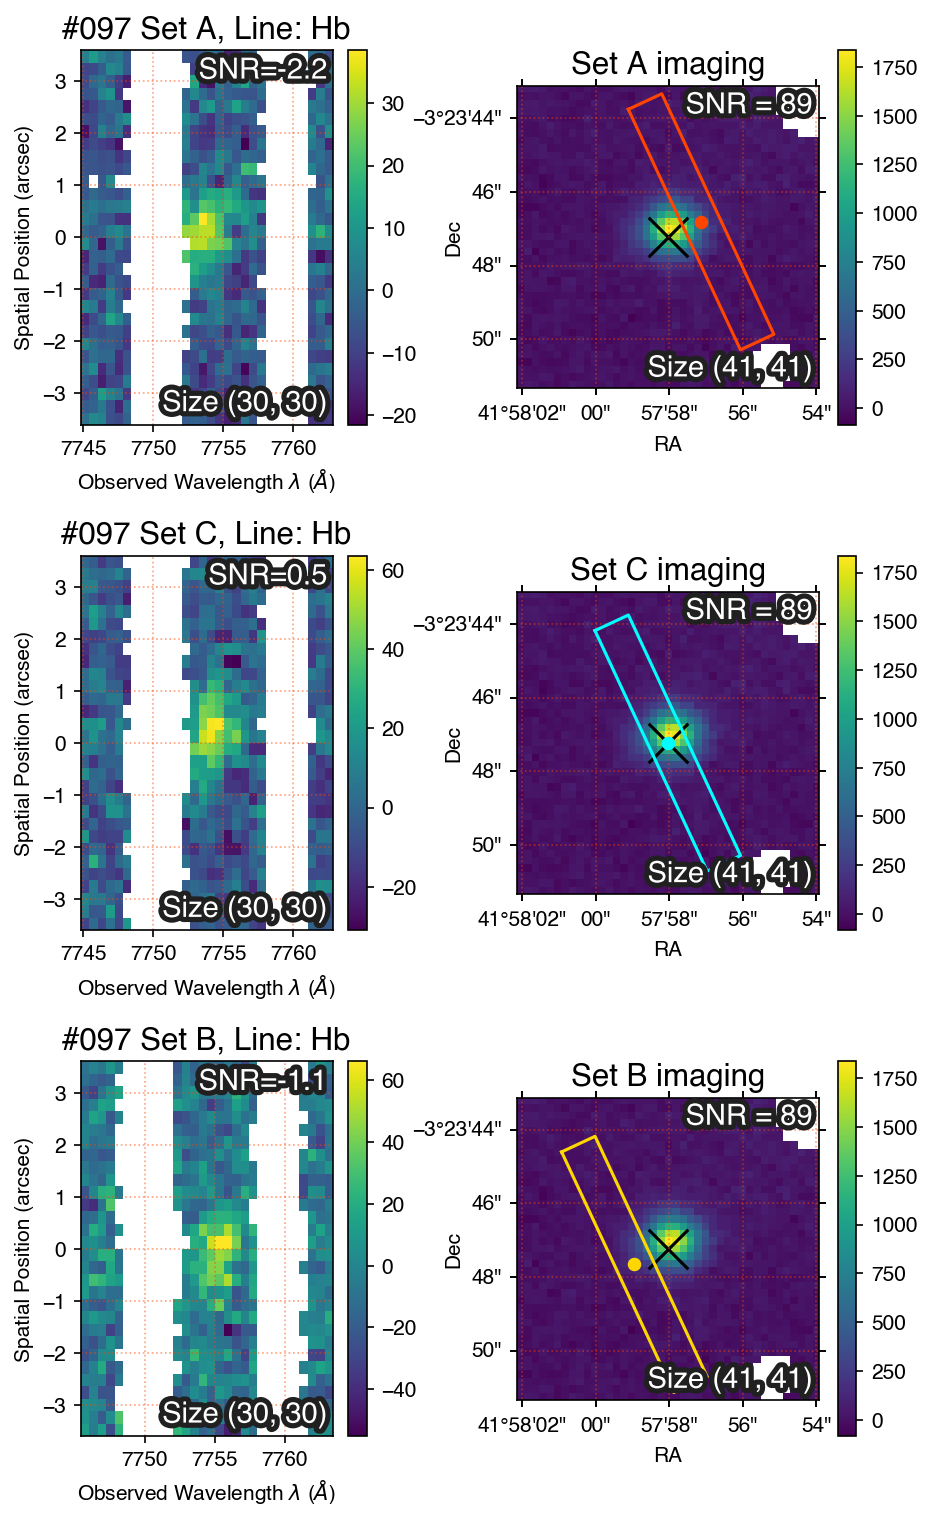 #097 Set A, Line: Hb
SNR=-2.2
Size (30, 30)
3
2
1
0
−1
−2
−3
Spatial Position (arcsec)
7745 7750 7755 7760
Observed Wavelength λ (Å)
30
20
10
0
−10
−20
Set A imaging
SNR = 89
Size (41, 41)
−3°23'44"
46"
48"
50"
Dec
41°58'02" 00" 57'58" 56" 54"
RA
1750
1500
1250
1000
750
500
250
0
#097 Set C, Line: Hb
SNR=0.5
Size (30, 30)
3
2
1
0
−1
−2
−3
Spatial Position (arcsec)
7745 7750 7755 7760
Observed Wavelength λ (Å)
60
40
20
0
−20
Set C imaging
SNR = 89
Size (41, 41)
−3°23'44"
46"
48"
50"
Dec
41°58'02" 00" 57'58" 56" 54"
RA
1750
1500
1250
1000
750
500
250
0
#097 Set B, Line: Hb
SNR=-1.1
Size (30, 30)
3
2
1
0
−1
−2
−3
Spatial Position (arcsec)
7750 7755 7760
Observed Wavelength λ (Å)
60
40
20
0
−20
−40
Set B imaging
SNR = 89
Size (41, 41)
−3°23'44"
46"
48"
50"
Dec
41°58'02" 00" 57'58" 56" 54"
RA
1750
1500
1250
1000
750
500
250
0